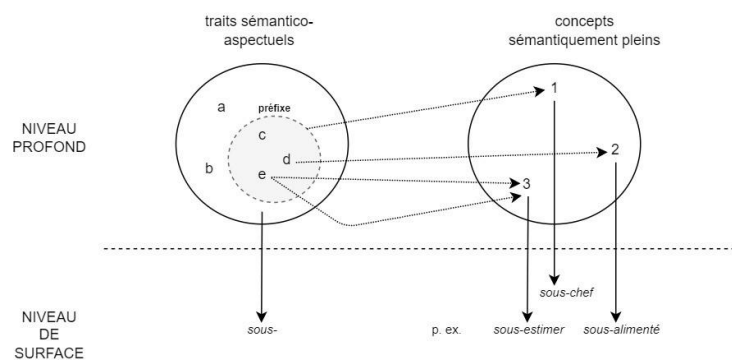 traits sémantico-
aspectuels
concepts
sémantiquement pleins
NIVEAU
PROFOND
a
b
préfixe
c
d
e
1
2
3
NIVEAU
DE
SURFACE
sous-
p. ex.
sous-estimer
sous-chef
sous-alimenté